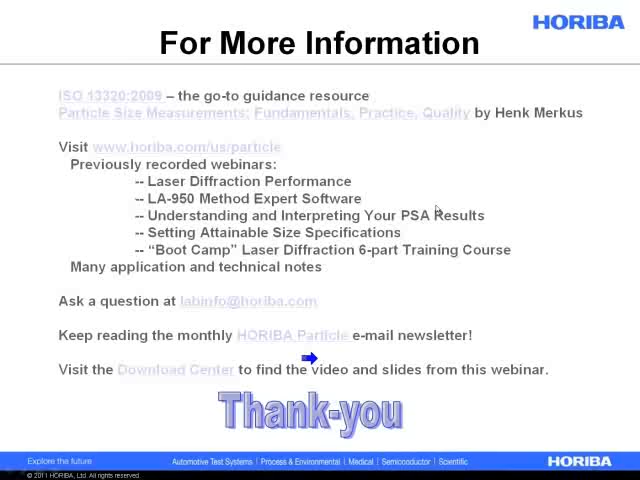 HORIBA
For More Information
ISO 13320:2009 – the go-to guidance resource
Particle Size Measurements: Fundamentals, Practice, Quality by Henk Merkus
Visit www.horiba.com/us/particle
Previously recorded webinars:
-- Laser Diffraction Performance
-- LA-950 Method Expert Software
-- Understanding and Interpreting Your PSA Results
-- Setting Attainable Size Specifications
-- “Boot Camp” Laser Diffraction 6-part Training Course
Many application and technical notes
Ask a question at labinfo@horiba.com
Keep reading the monthly HORIBA Particle e-mail newsletter!
Visit the Download Center to find the video and slides from this webinar.
Thank-you
Explore the future Automotive Test Systems | Process & Environmental | Medical | Semiconductor | Scientific HORIBA
© 2011 HORIBA, Ltd. All rights reserved.